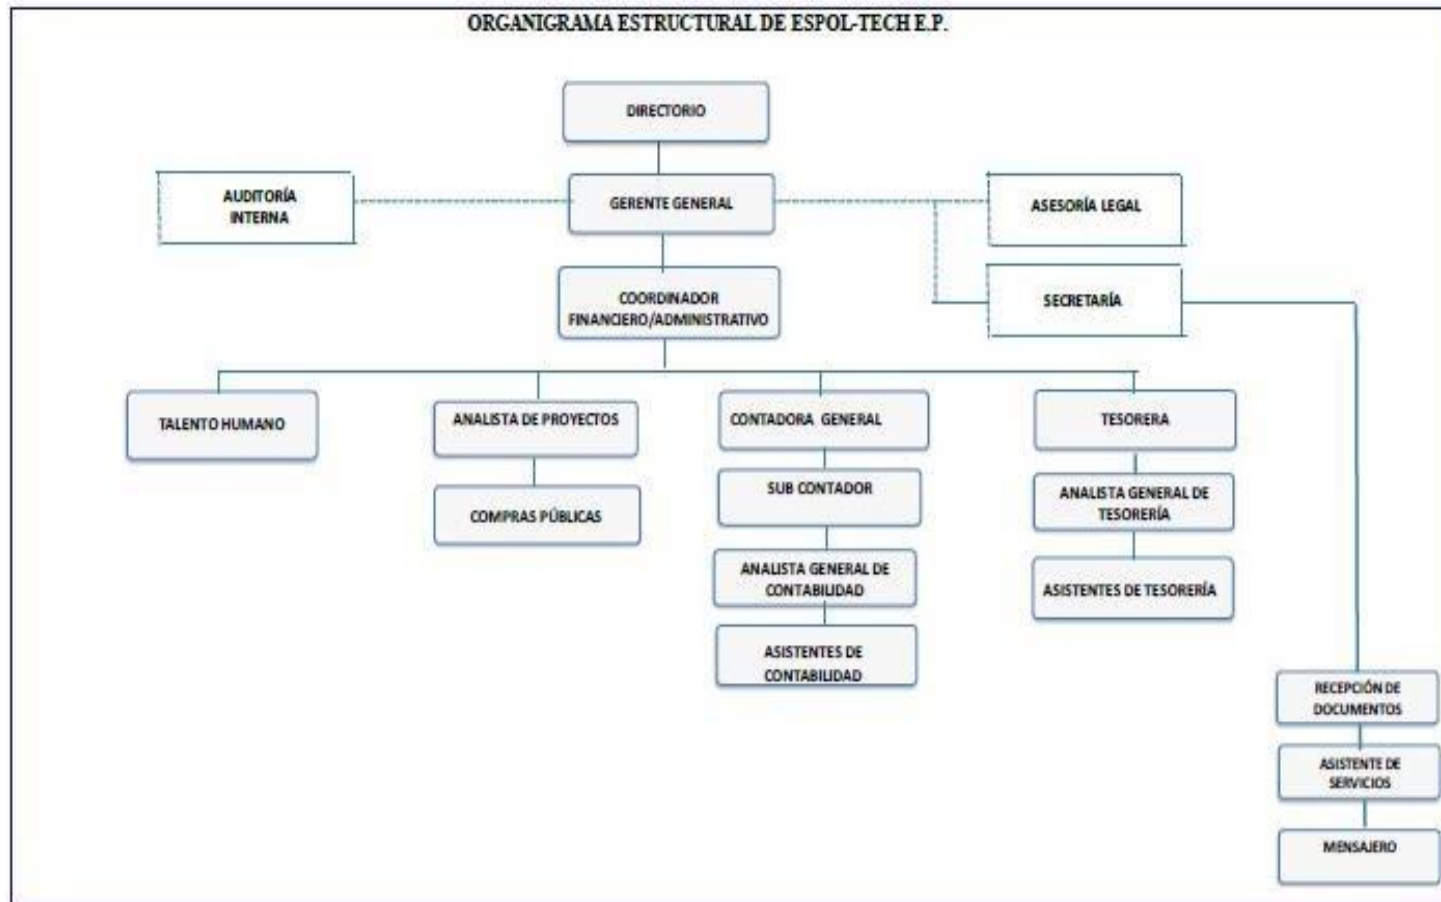 ORGANIGRAMA ESTRUCTURAL DE ESPOL-TECH E.P.
DIRECTORIO
AUDITORÍA
INTERNA
GERENTE GENERAL
ASESORÍA LEGAL
COORDINADOR
FINANCIERO/ADMINISTRATIVO
SECRETARÍA
TALENTO HUMANO
ANALISTA DE PROYECTOS
CONTADORA GENERAL
TESORERA
COMPRAS PÚBLICAS
SUB CONTADOR
ANALISTA GENERAL DE
TESORERÍA
ANALISTA GENERAL DE
CONTABILIDAD
ASISTENTES DE TESORERÍA
ASISTENTES DE
CONTABILIDAD
RECEPCIÓN DE
DOCUMENTOS
ASISTENTE DE
SERVICIOS
MENSAJERO